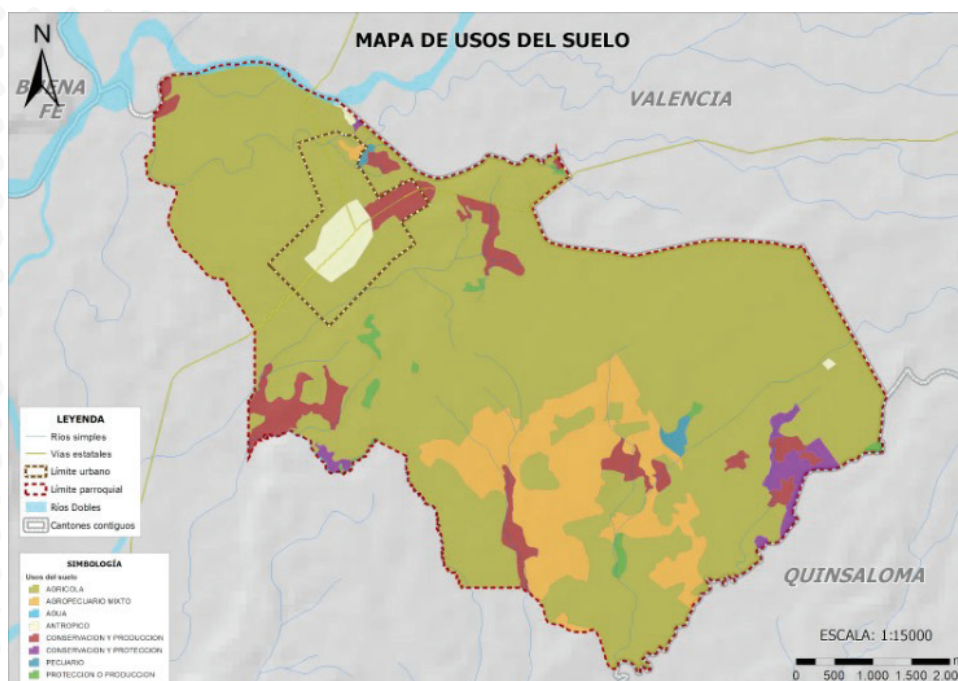 MAPA DE USOS DEL SUELO
N
BUENA
FE
VALENCIA
QUINSALOMA
LEYENDA
Ríos simples
Vías estatales
Límite urbano
Límite parroquial
Ríos Dobles
Cantones contiguos
SIMBOLOGÍA
Usos del suelo
AGRICOLA
AGROPECUARIO MIXTO
AGUA
ANTROPICO
CONSERVACION Y PRODUCCION
CONSERVACION Y PROTECCION
PECUARIO
PROTECCION O PRODUCCION
ESCALA: 1:15000
0 500 1.000 1.500 2.00